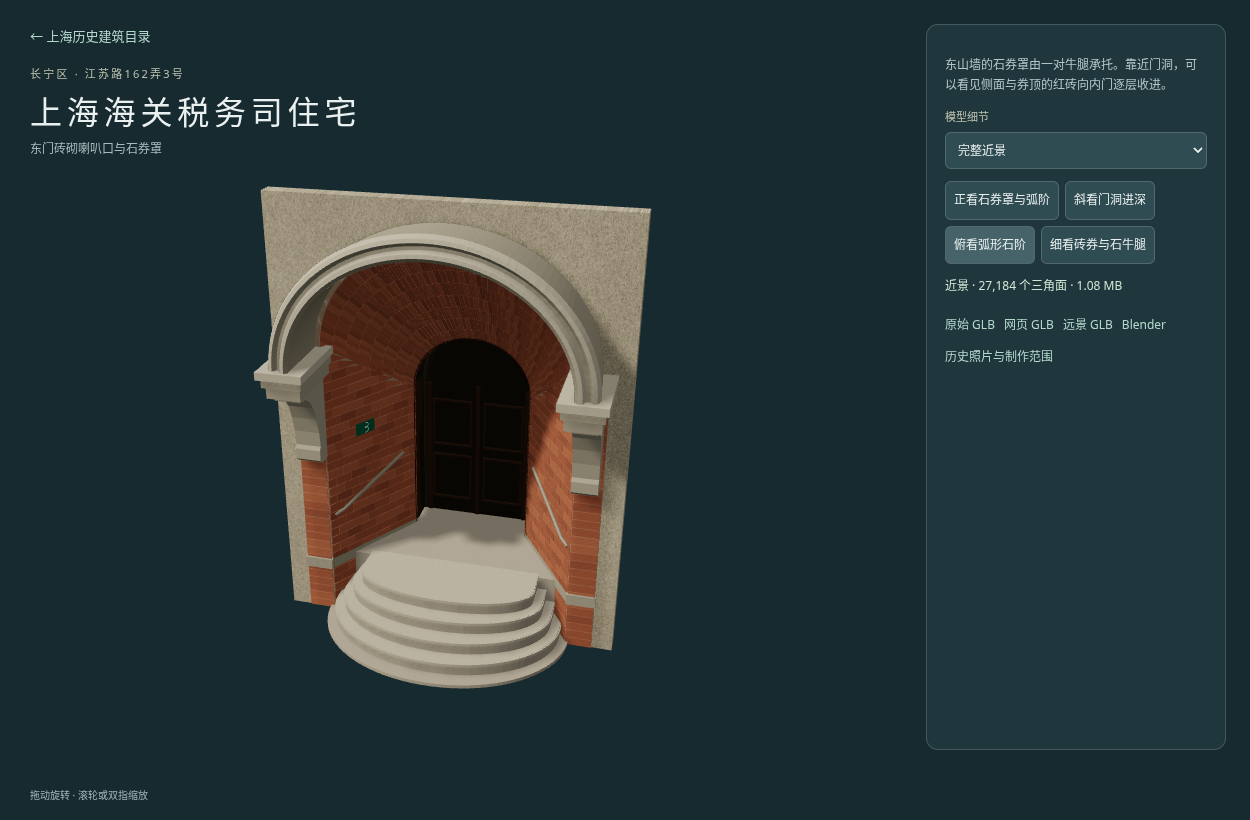 ← 上海历史建筑目录
长宁区 · 江苏路162弄3号
上海海关税务司住宅
东门砖砌喇叭口与石券罩
东山墙的石券罩由一对牛腿承托。靠近门洞，可
以看见侧面与券顶的红砖向内门逐层收进。
模型细节
完整近景
正看石券罩与弧阶 斜看门洞进深
俯看弧形石阶 细看砖券与石牛腿
近景 · 27,184 个三角面 · 1.08 MB
原始 GLB 网页 GLB 远景 GLB Blender
历史照片与制作范围
3
拖动旋转 · 滚轮或双指缩放